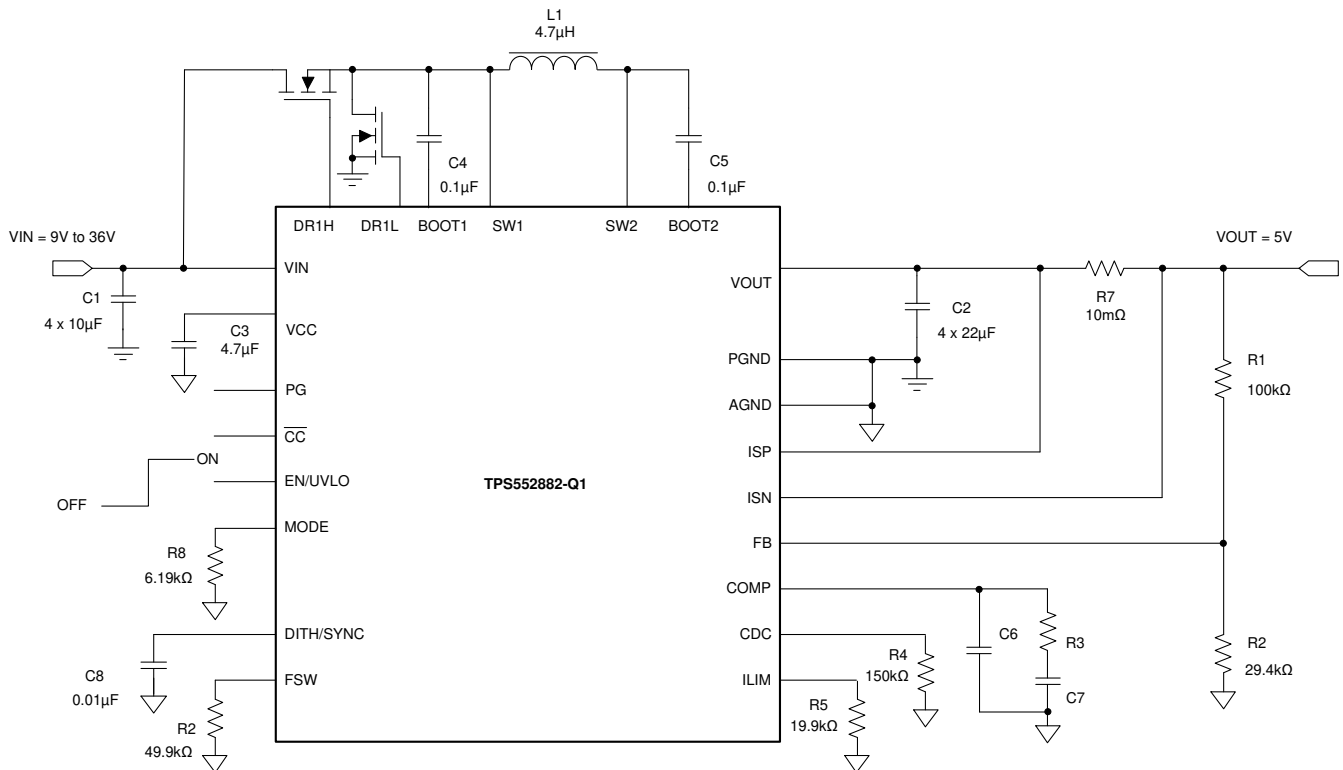 L1
4.7µH
C4
0.1µF
C5
0.1µF
DR1H
DR1L
BOOT1
SW1
SW2
BOOT2
VIN = 9V to 36V
VOUT = 5V
VIN
VOUT
C1
4 x 10µF
C3
4.7µF
VCC
C2
4 x 22µF
R7
10mΩ
PG
PGND
R1
100kΩ
CC
AGND
ON
OFF
EN/UVLO
TPS552882-Q1
ISP
ISN
MODE
FB
R8
6.19kΩ
COMP
DITH/SYNC
CDC
C6
R3
R2
29.4kΩ
C8
0.01µF
FSW
ILIM
R4
150kΩ
C7
R2
49.9kΩ
R5
19.9kΩ